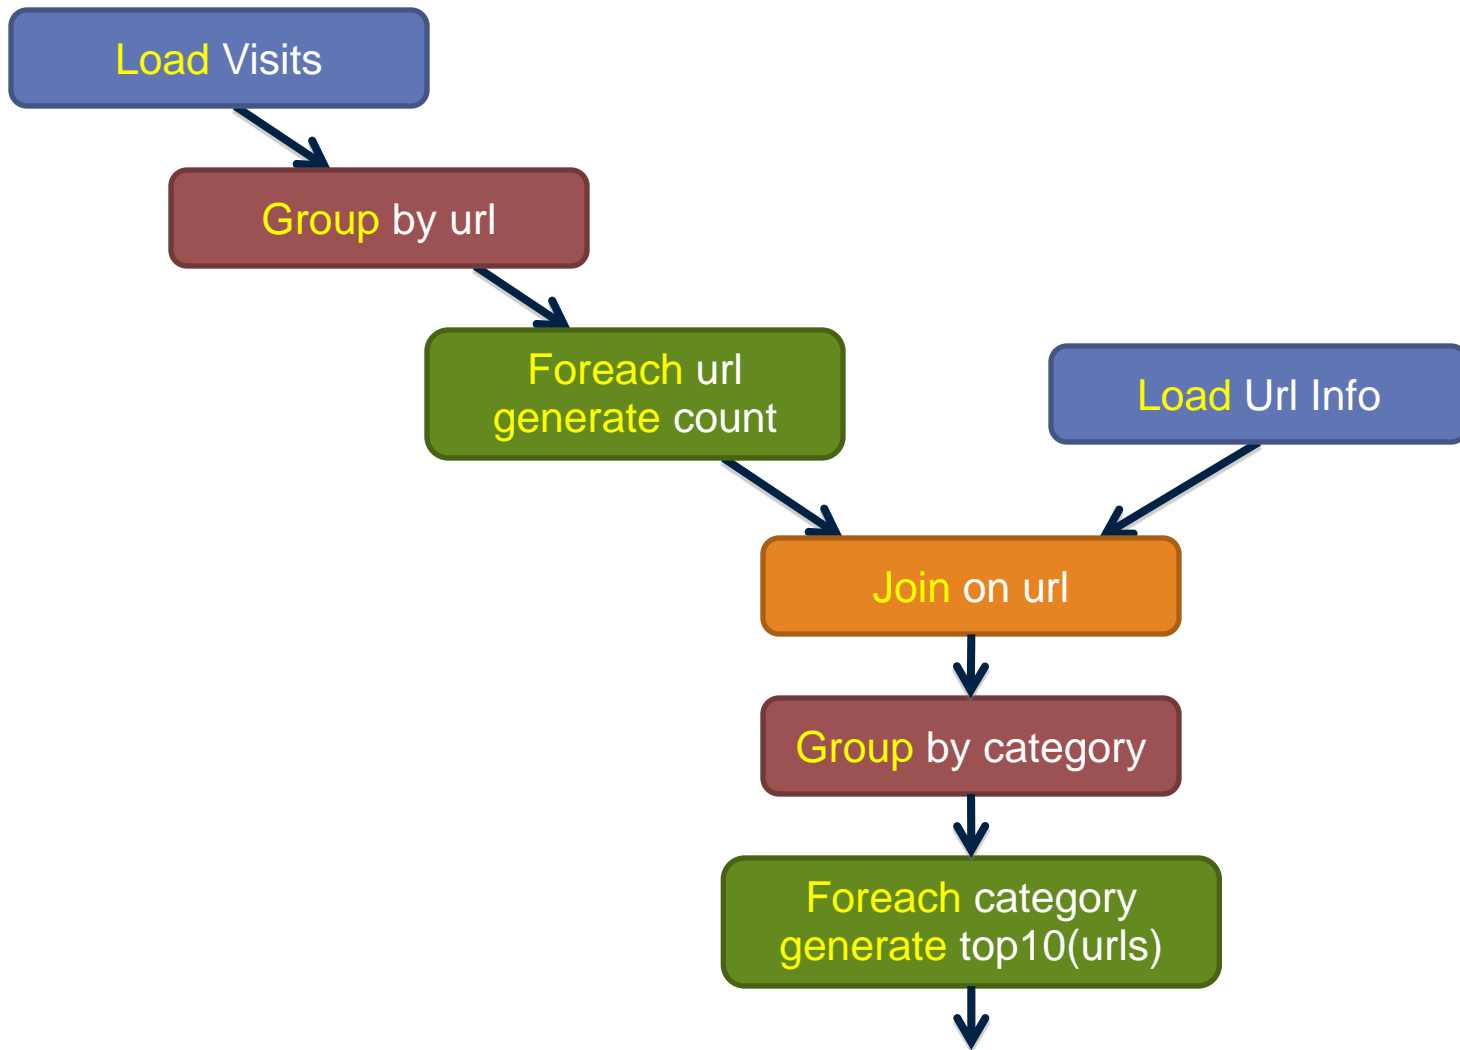 Load Visits
Group by url
Foreach url
generate count
Load Url Info
Join on url
Group by category
Foreach category
generate top10(urls)